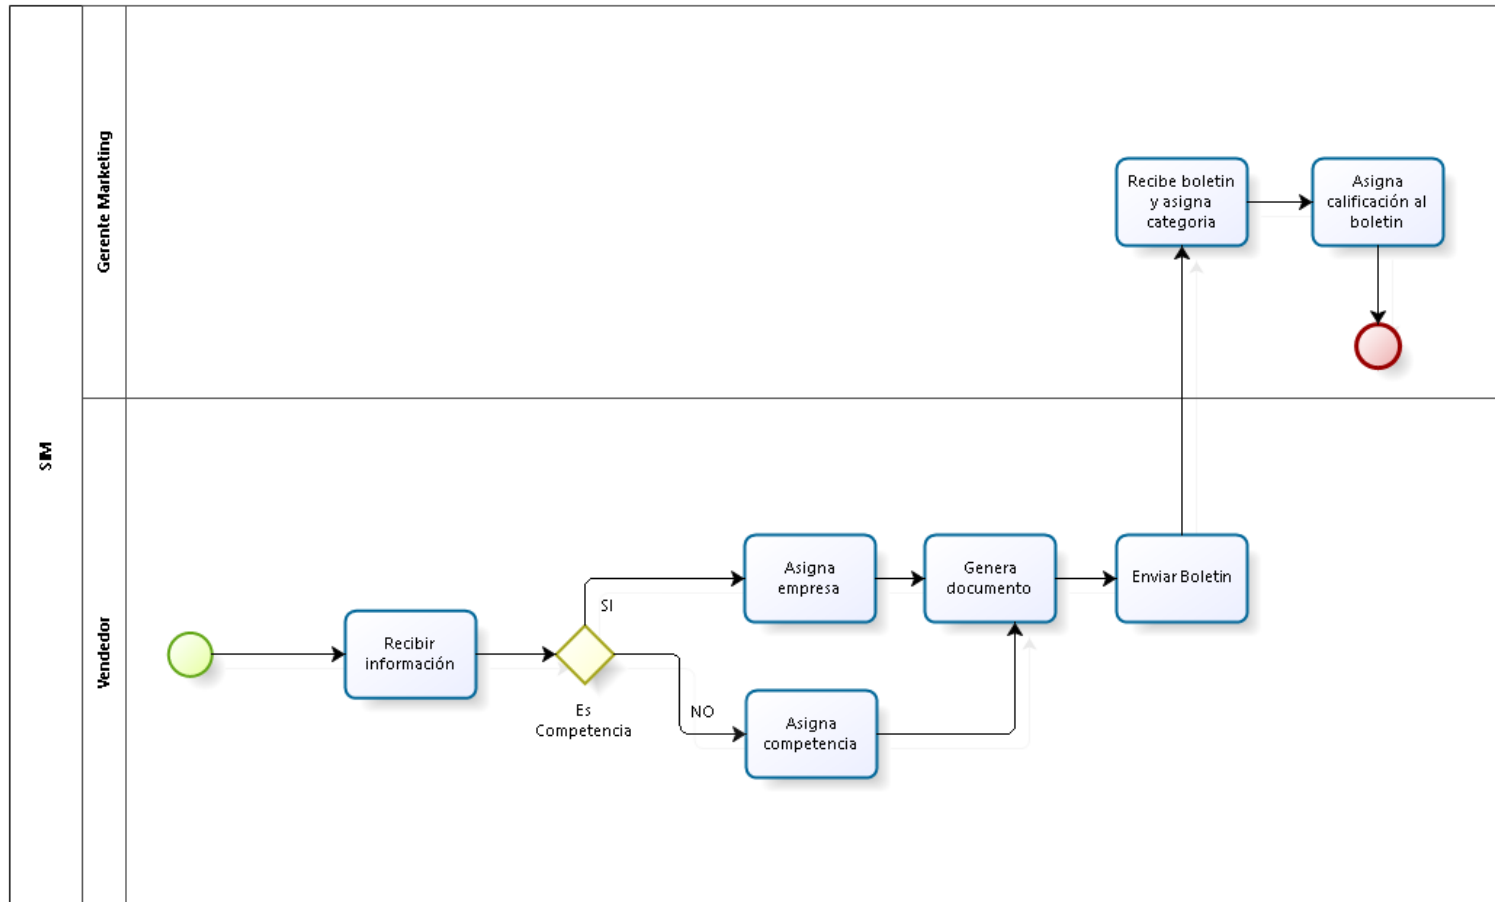 SIM
Gerente Marketing
Recibe boletin
y asigna
categoria
Asigna
calificación al
boletin
Vendedor
Recibir
información
Es
Competencia
SI
NO
Asigna
empresa
Asigna
competencia
Genera
documento
Enviar Boletin